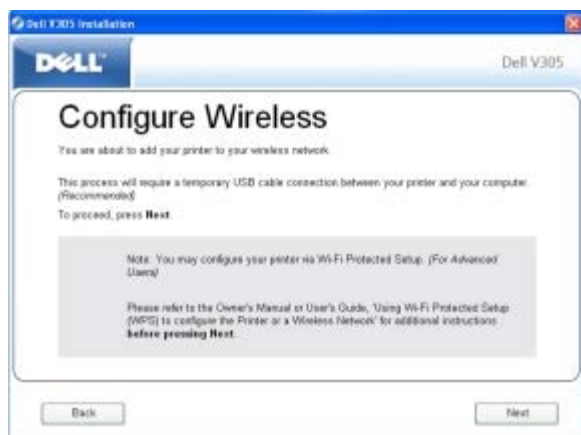 Dell V305 Installation
DELL
Dell V305
Configure Wireless
You are about to add your printer to your wireless network.
This process will require a temporary USB cable connection between your printer and your computer.
(Recommended)
To proceed, press Next.
Note: You may configure your printer via Wi-Fi Protected Setup. (For Advanced
Users)
Please refer to the Owner's Manual or User's Guide, 'Using Wi-Fi Protected Setup
(WPS) to configure the Printer or a Wireless Network' for additional instructions
before pressing Next.
Back
Next